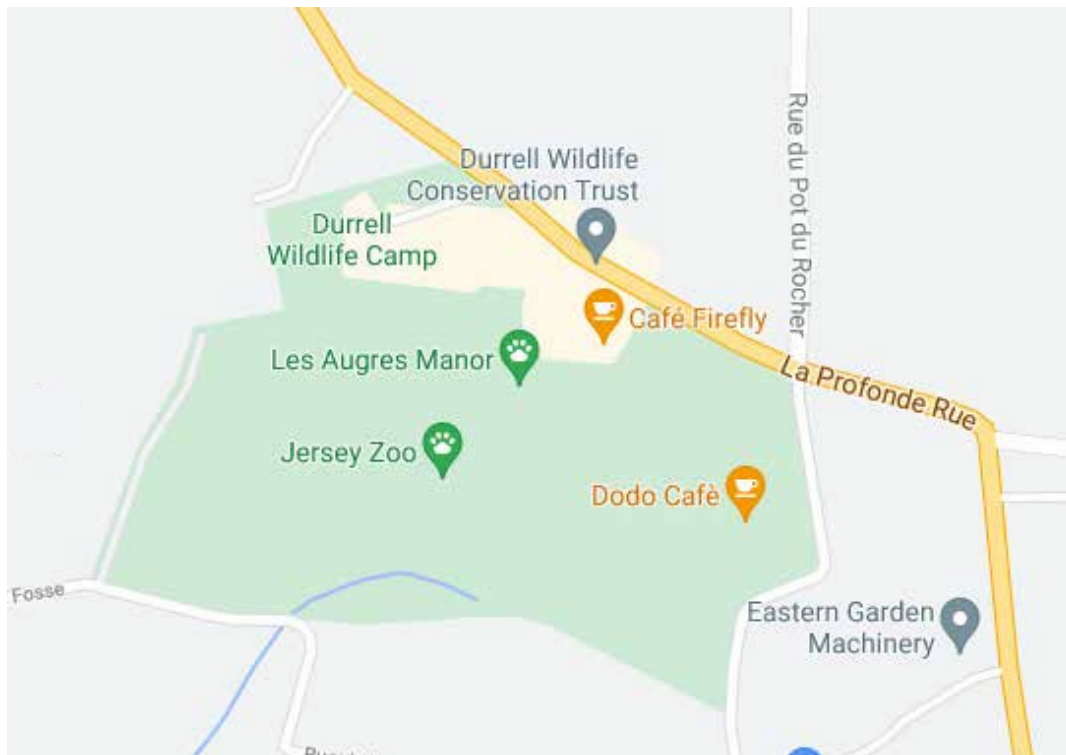 Durrell Wildlife
Conservation Trust
Rue du Pot du Rocher
Durrell
Wildlife Camp
Café Firefly
Les Augres Manor
La Profonde Rue
Jersey Zoo
Dodo Cafè
Fosse
Eastern Garden
Machinery